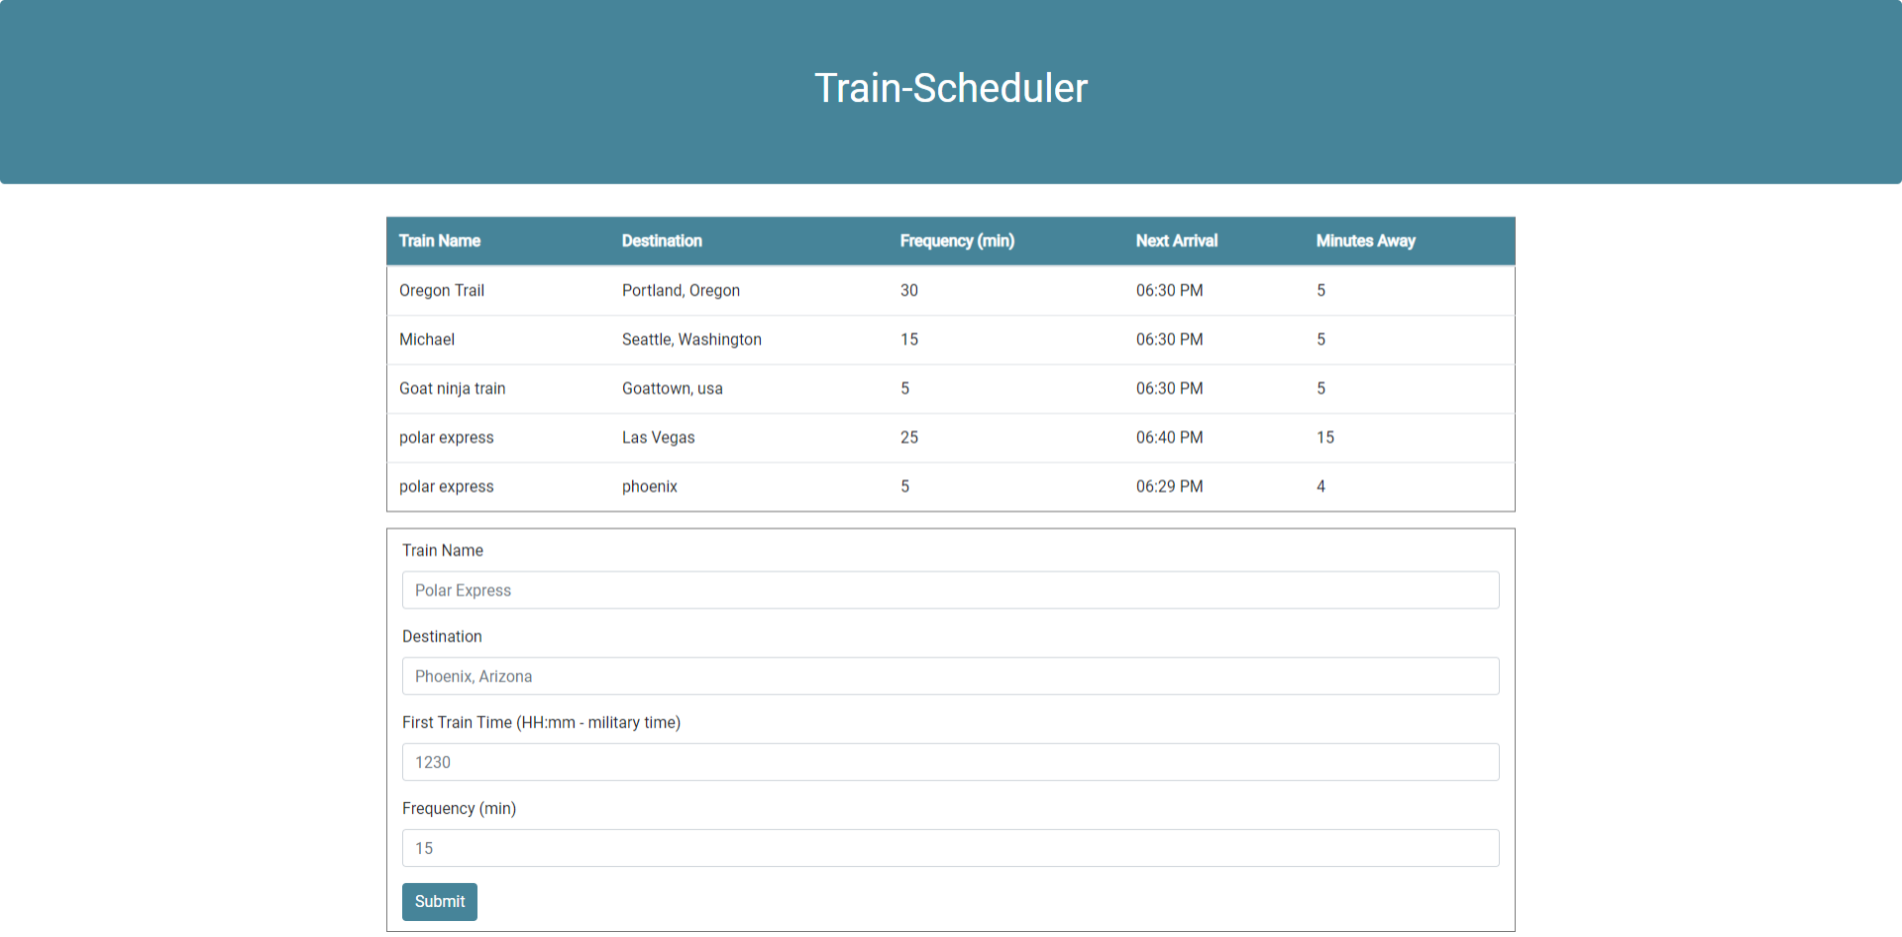 Train-Scheduler
Train Name Destination Frequency (min) Next Arrival Minutes Away
Oregon Trail Portland, Oregon 30 06:30 PM 5
Michael Seattle, Washington 15 06:30 PM 5
Goat ninja train Goattown, usa 5 06:30 PM 5
polar express Las Vegas 25 06:40 PM 15
polar express phoenix 5 06:29 PM 4
Train Name
Polar Express
Destination
Phoenix, Arizona
First Train Time (HH:mm - military time)
1230
Frequency (min)
15
Submit